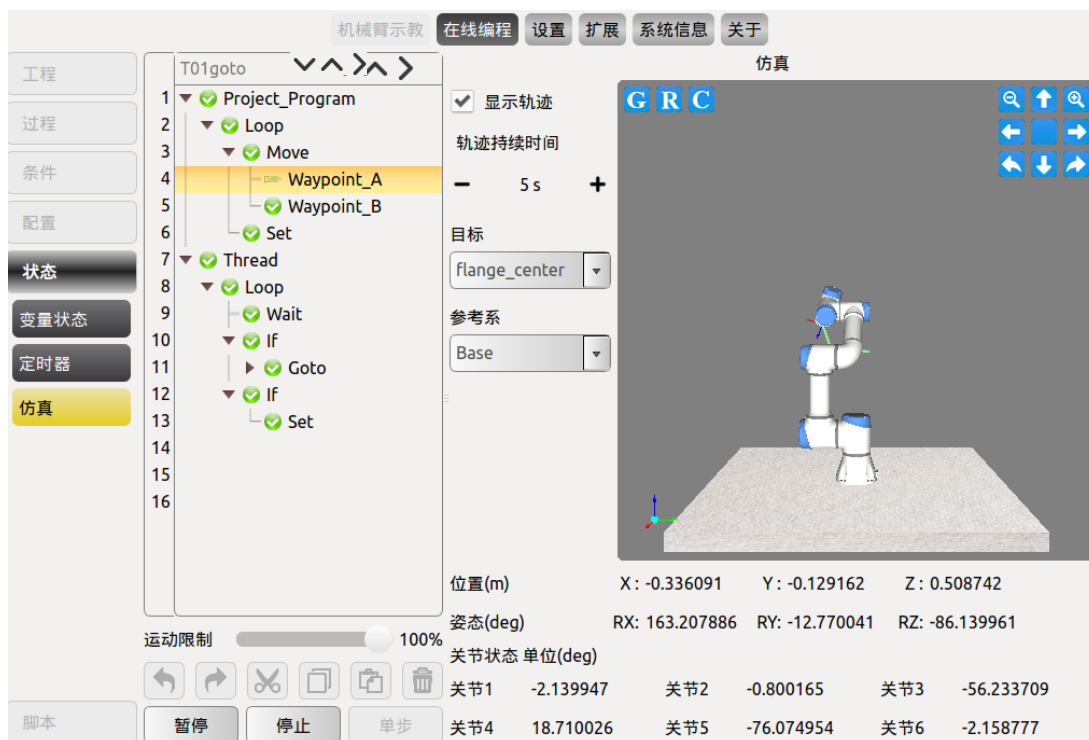 机械臂示教 在线编程 设置 扩展 系统信息 关于
工程
过程
条件
配置
状态
变量状态
定时器
仿真
脚本
T01goto
1 Project_Program
2 Loop
3 Move
4 Waypoint_A
5 Waypoint_B
6 Set
7 Thread
8 Loop
9 Wait
10 If
11 Goto
12 If
13 Set
14
15
16
运动限制 100%
暂停 停止 单步
显示轨迹
轨迹持续时间
− 5 s +
目标
flange_center
参考系
Base
仿真
G R C
位置(m) X : -0.336091 Y : -0.129162 Z : 0.508742
姿态(deg) RX: 163.207886 RY: -12.770041 RZ: -86.139961
关节状态 单位(deg)
关节1 -2.139947 关节2 -0.800165 关节3 -56.233709
关节4 18.710026 关节5 -76.074954 关节6 -2.158777